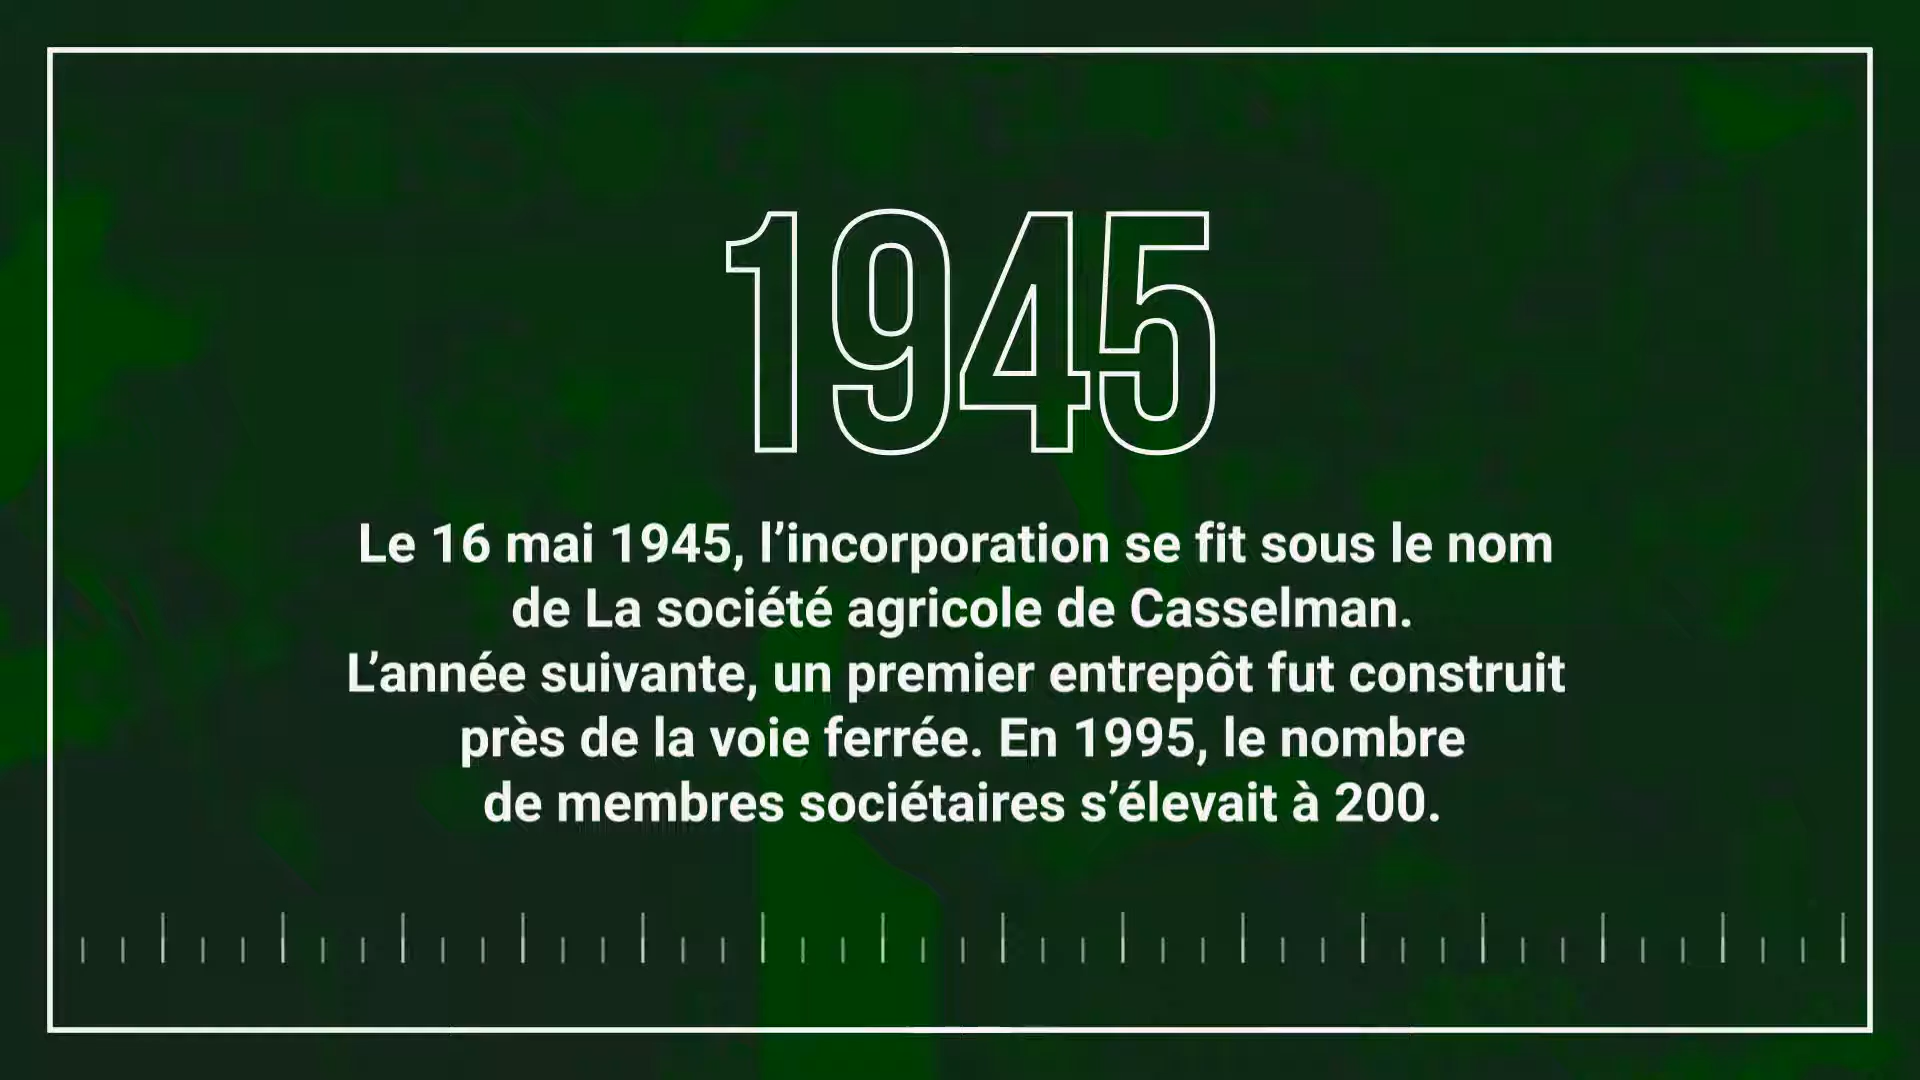 1945
Le 16 mai 1945, l’incorporation se fit sous le nom
de La société agricole de Casselman.
L’année suivante, un premier entrepôt fut construit
près de la voie ferrée. En 1995, le nombre
de membres sociétaires s’élevait à 200.